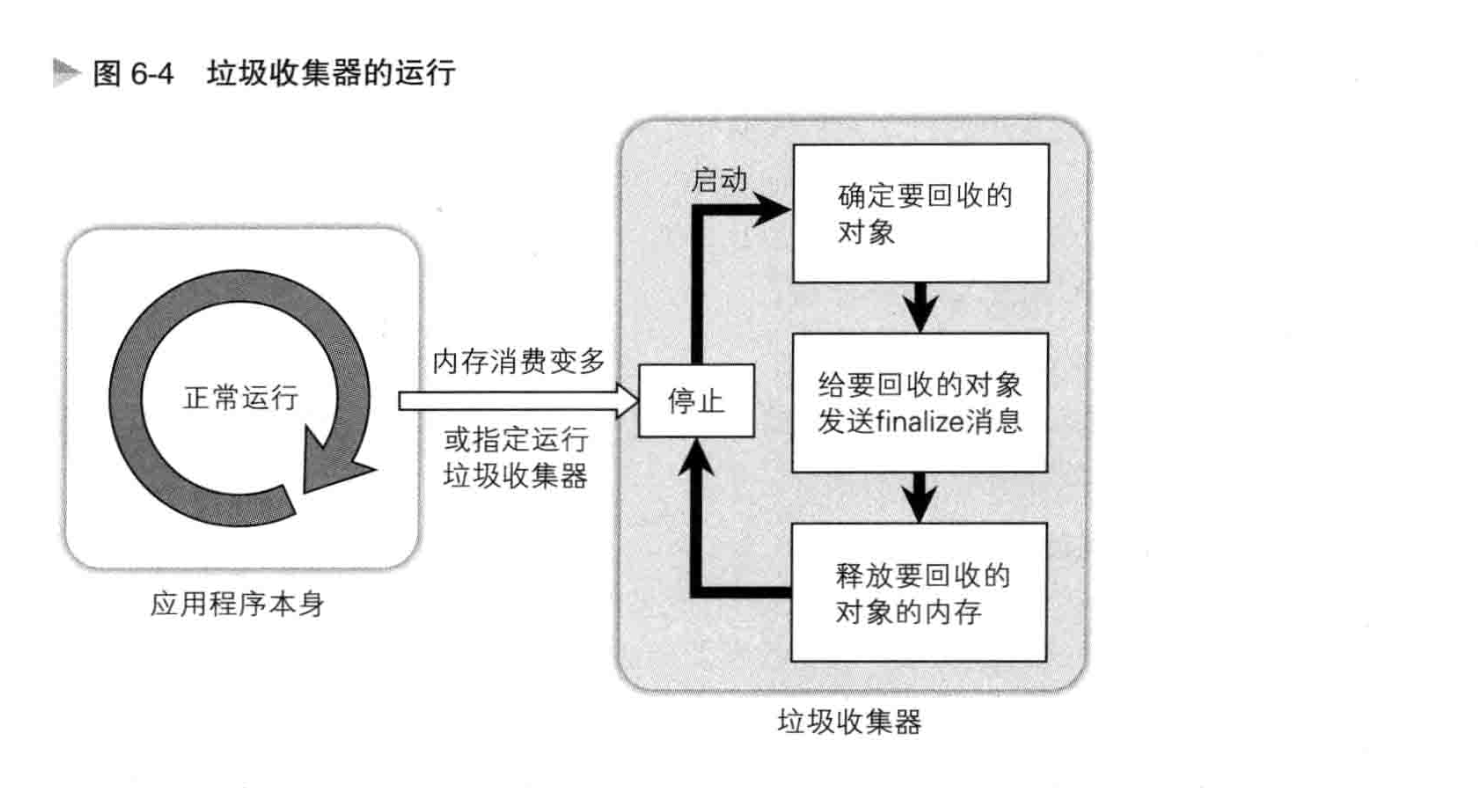 图 6-4 垃圾收集器的运行
启动
确定要回收的
对象
内存消费变多
正常运行
停止
给要回收的对象
发送finalize消息
或指定运行
垃圾收集器
释放要回收的
对象的内存
应用程序本身
垃圾收集器